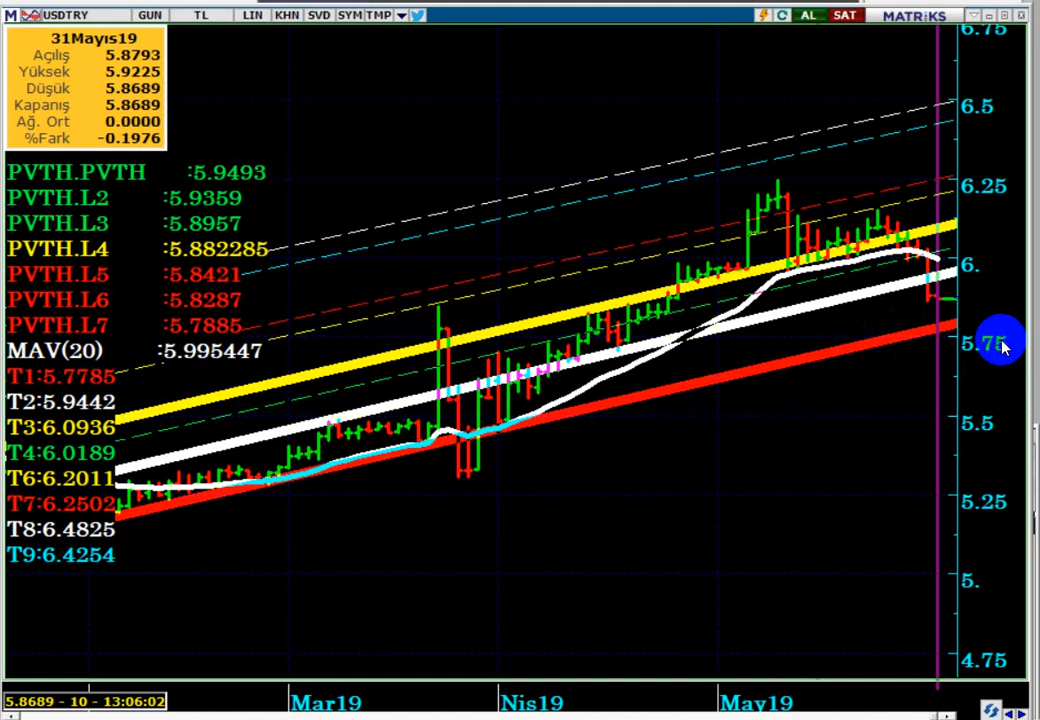 M USDTRY GUN TL LIN KHN SVD SYM TMP AL SAT MATRiKS
31Mayıs19
Açılış 5.8793
Yüksek 5.9225
Düşük 5.8689
Kapanış 5.8689
Ağ. Ort 0.0000
%Fark -0.1976
PVTH.PVTH :5.9493
PVTH.L2 :5.9359
PVTH.L3 :5.8957
PVTH.L4 :5.882285
PVTH.L5 :5.8421
PVTH.L6 :5.8287
PVTH.L7 :5.7885
MAV(20) :5.995447
T1:5.7785
T2:5.9442
T3:6.0936
T4:6.0189
T6:6.2011
T7:6.2502
T8:6.4825
T9:6.4254
6.75
6.5
6.25
6.
5.75
5.5
5.25
5.
4.75
5.8689 - 10 - 13:06:02
Mar19 Nis19 May19